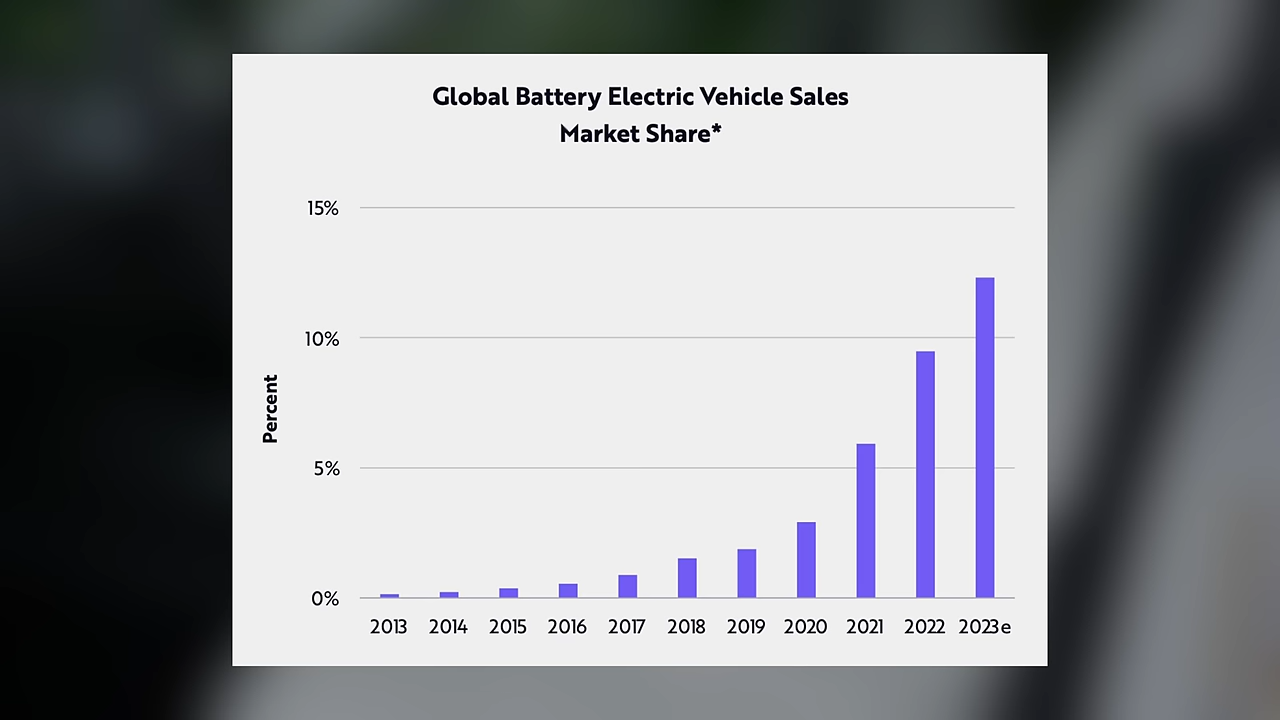 Global Battery Electric Vehicle Sales
Market Share*
15%
10%
5%
0%
Percent
2013 2014 2015 2016 2017 2018 2019 2020 2021 2022 2023e